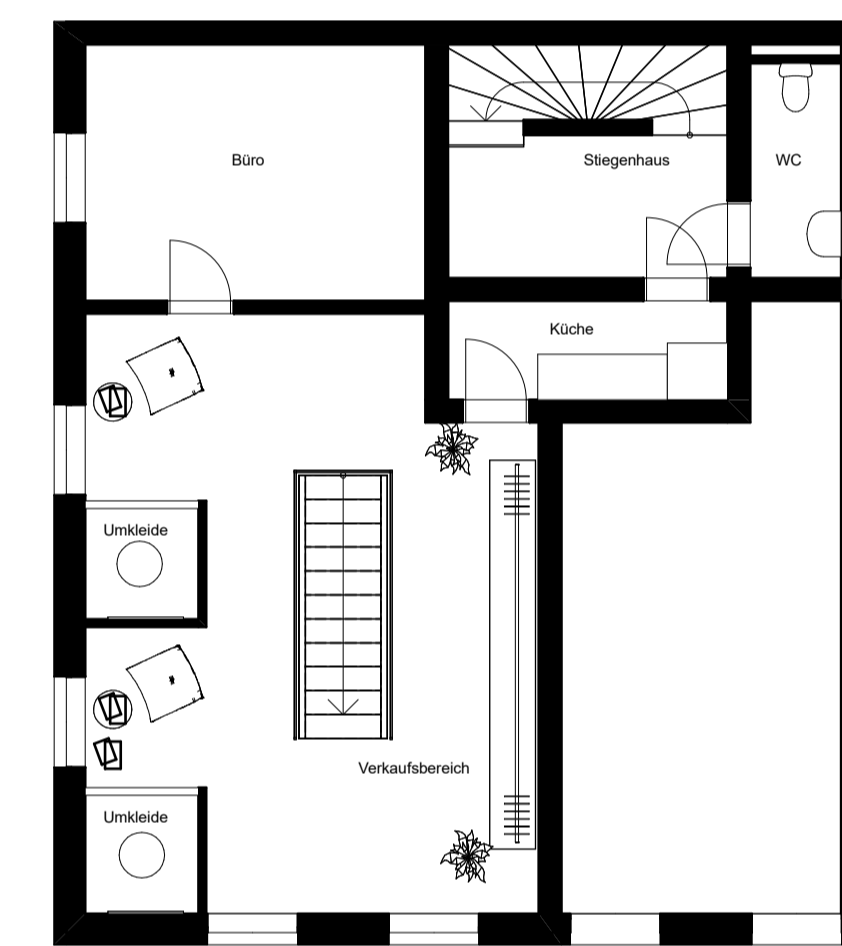 Büro
Stiegenhaus
WC
Küche
Umkleide
Verkaufsbereich
Umkleide